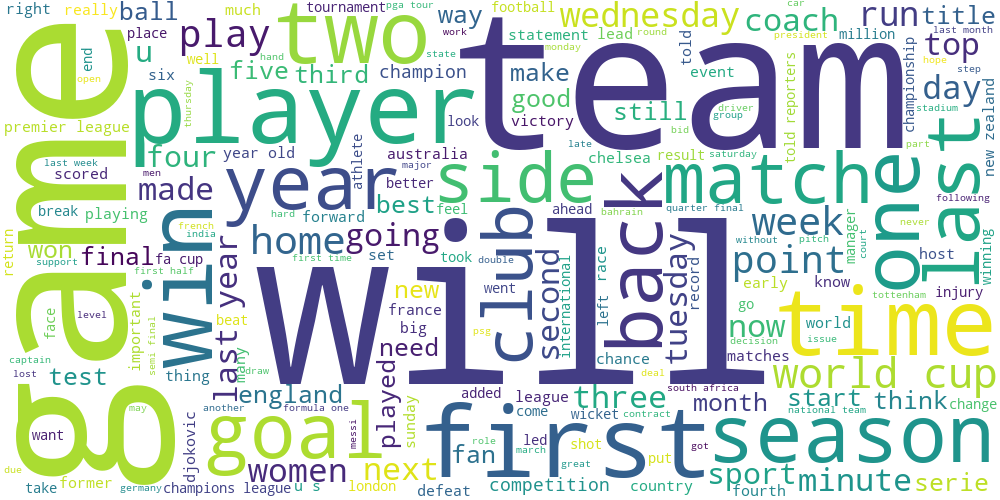 right
really
much
tournament
pga tour
football
car
ball
way
wednesday
coach
run
title
last month
game
place
well
play
two
statement
lead
round
president
million
hope
top
u
hand
work
told
monday
end
six
five
third
champion
state
team
step
open
thursday
player
make
good
event
still
driver
group
day
championship
stadium
new zealand
premier league
look
victory
bid
told reporters
part
four
year old
athlete
australia
late
chelsea
result
saturday
last week
scored
men
made
year
major
better
side
matche
one
last
following
break
playing
hard
forward
best
feel
ahead
bahrain
quarter final
never
return
won
french
india
win
home
going
set
took
double
club
back
without
pitch
week
manager
court
support
final
fa cup
first half
first time
went
second
international
left
race
tuesday
record
point
host
winning
face
level
important
semi final
last year
will
new
early
know
tottenham
injury
beat
france
big
need
now
go
time
world
decision
issue
captain
lost
draw
many
psg
chance
matches
test
thing
england
deal
south africa
world cup
added
league
three
month
start
think
change
may
another
formula one
goal
played
sunday
come
wicket
contract
national team
want
djokovic
messi
first
season
due
former
women
next
fan
role
led
march
shot
great
put
got
sport
minute
serie
take
germany
champions league
u s
london
defeat
competition
country
fourth